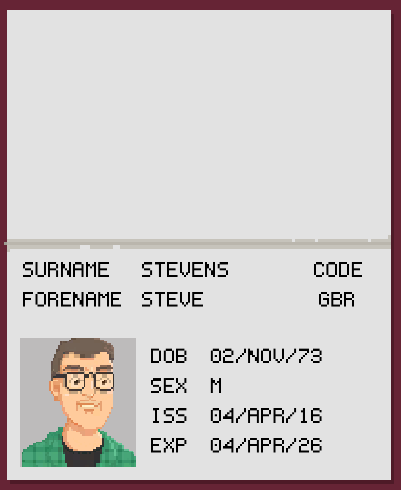 SURNAME STEVENS CODE
FORENAME STEVE GBR
DOB 02/NOV/73
SEX M
ISS 04/APR/16
EXP 04/APR/26